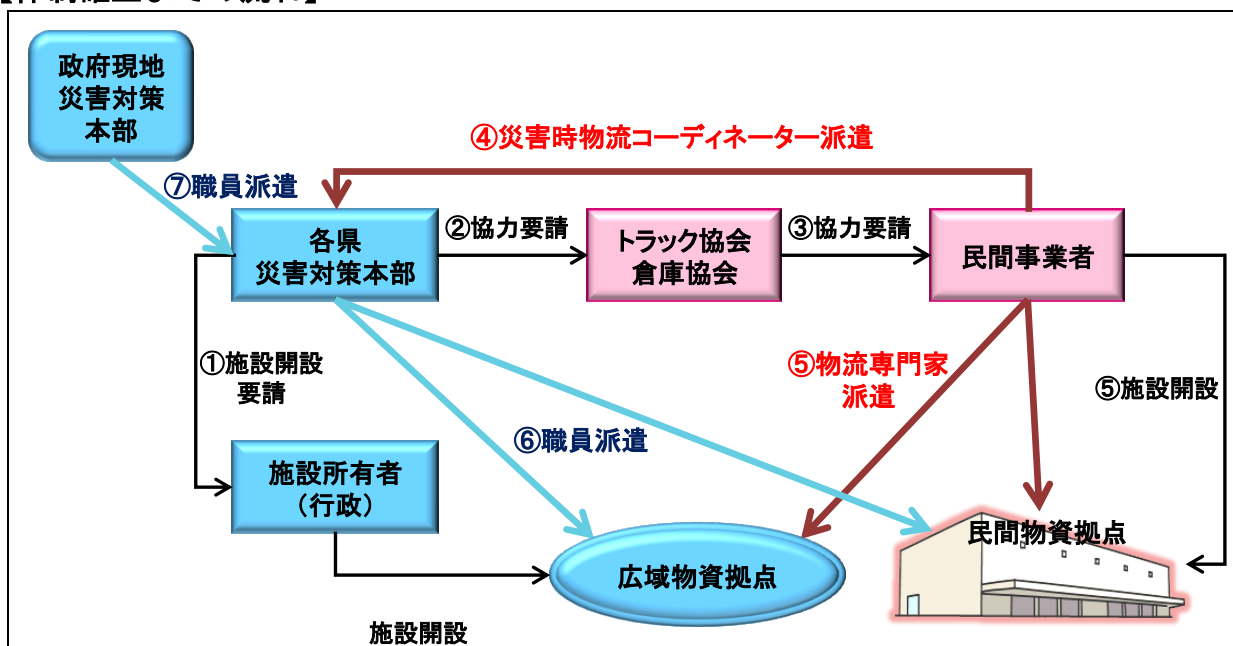 政府現地
災害対策
本部
④災害時物流コーディネーター派遣
⑦職員派遣
各県
災害対策本部
②協力要請
トラック協会
倉庫協会
③協力要請
民間事業者
①施設開設
要請
⑤物流専門家
派遣
⑤施設開設
⑥職員派遣
施設所有者
（行政）
民間物資拠点
広域物資拠点
施設開設